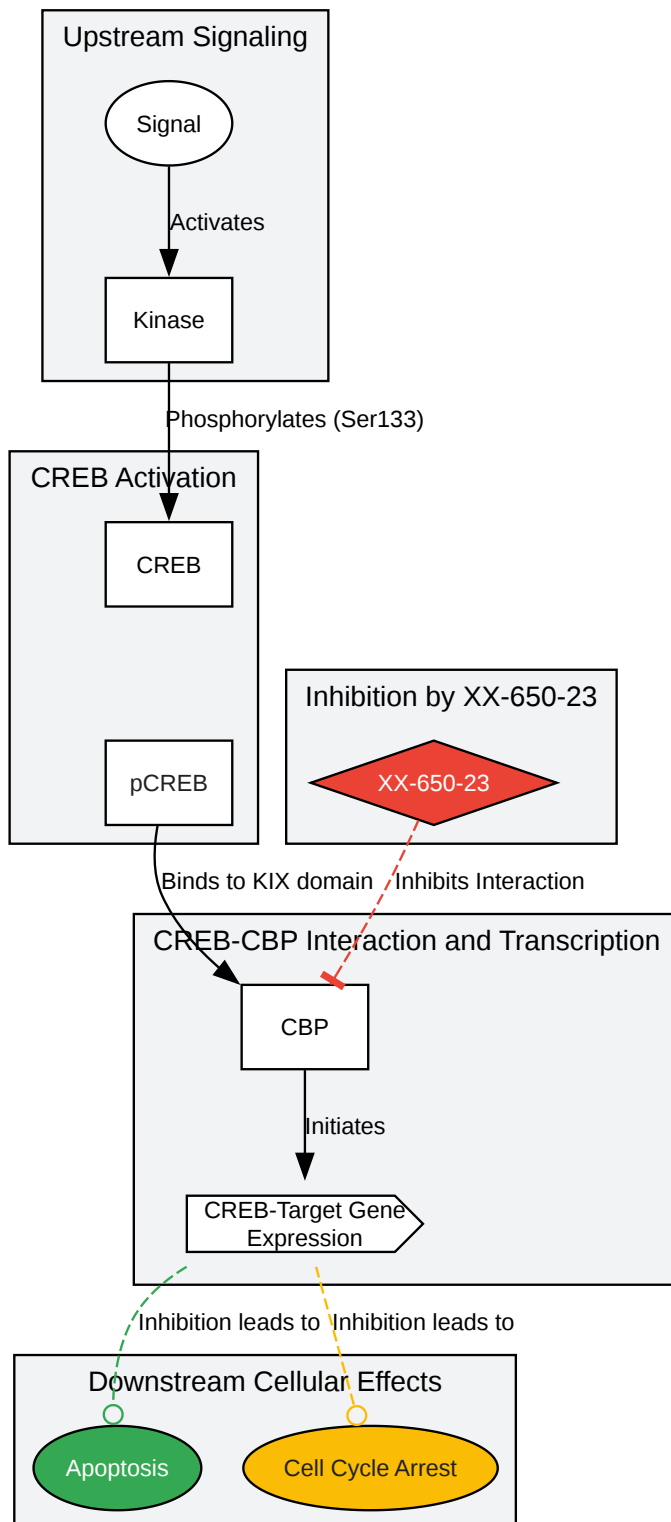 Upstream Signaling
Signal
Activates
Kinase
Phosphorylates (Ser133)
CREB Activation
CREB
Inhibition by XX-650-23
pCREB
XX-650-23
Binds to KIX domain
Inhibits Interaction
CREB-CBP Interaction and Transcription
CBP
Initiates
CREB-Target Gene
Expression
Inhibition leads to
Inhibition leads to
Downstream Cellular Effects
Apoptosis
Cell Cycle Arrest